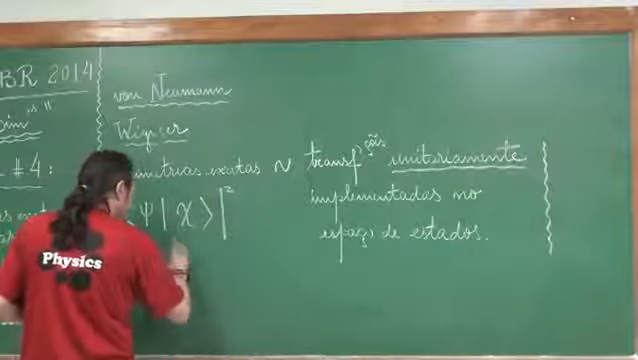 BR 2014
von Neumann
Wigner
#4:
simetrias exatas ~ transf^ções unitariamente
implementadas no
espaço de estados.
ψ|χ>|²
Physics